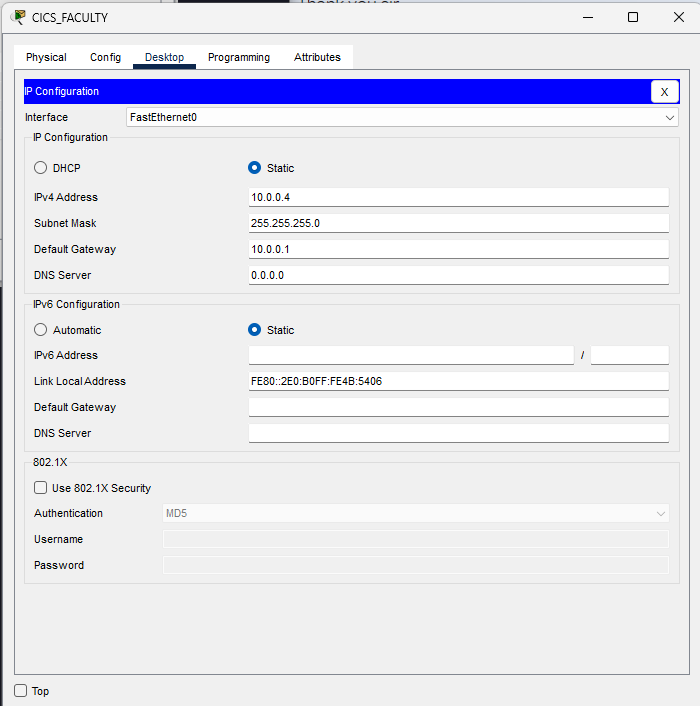 Thank you sir
CICS_FACULTY
Physical Config Desktop Programming Attributes
IP Configuration X
Interface FastEthernet0
IP Configuration
DHCP Static
IPv4 Address 10.0.0.4
Subnet Mask 255.255.255.0
Default Gateway 10.0.0.1
DNS Server 0.0.0.0
IPv6 Configuration
Automatic Static
IPv6 Address /
Link Local Address FE80::2E0:B0FF:FE4B:5406
Default Gateway
DNS Server
802.1X
Use 802.1X Security
Authentication MD5
Username
Password
Top